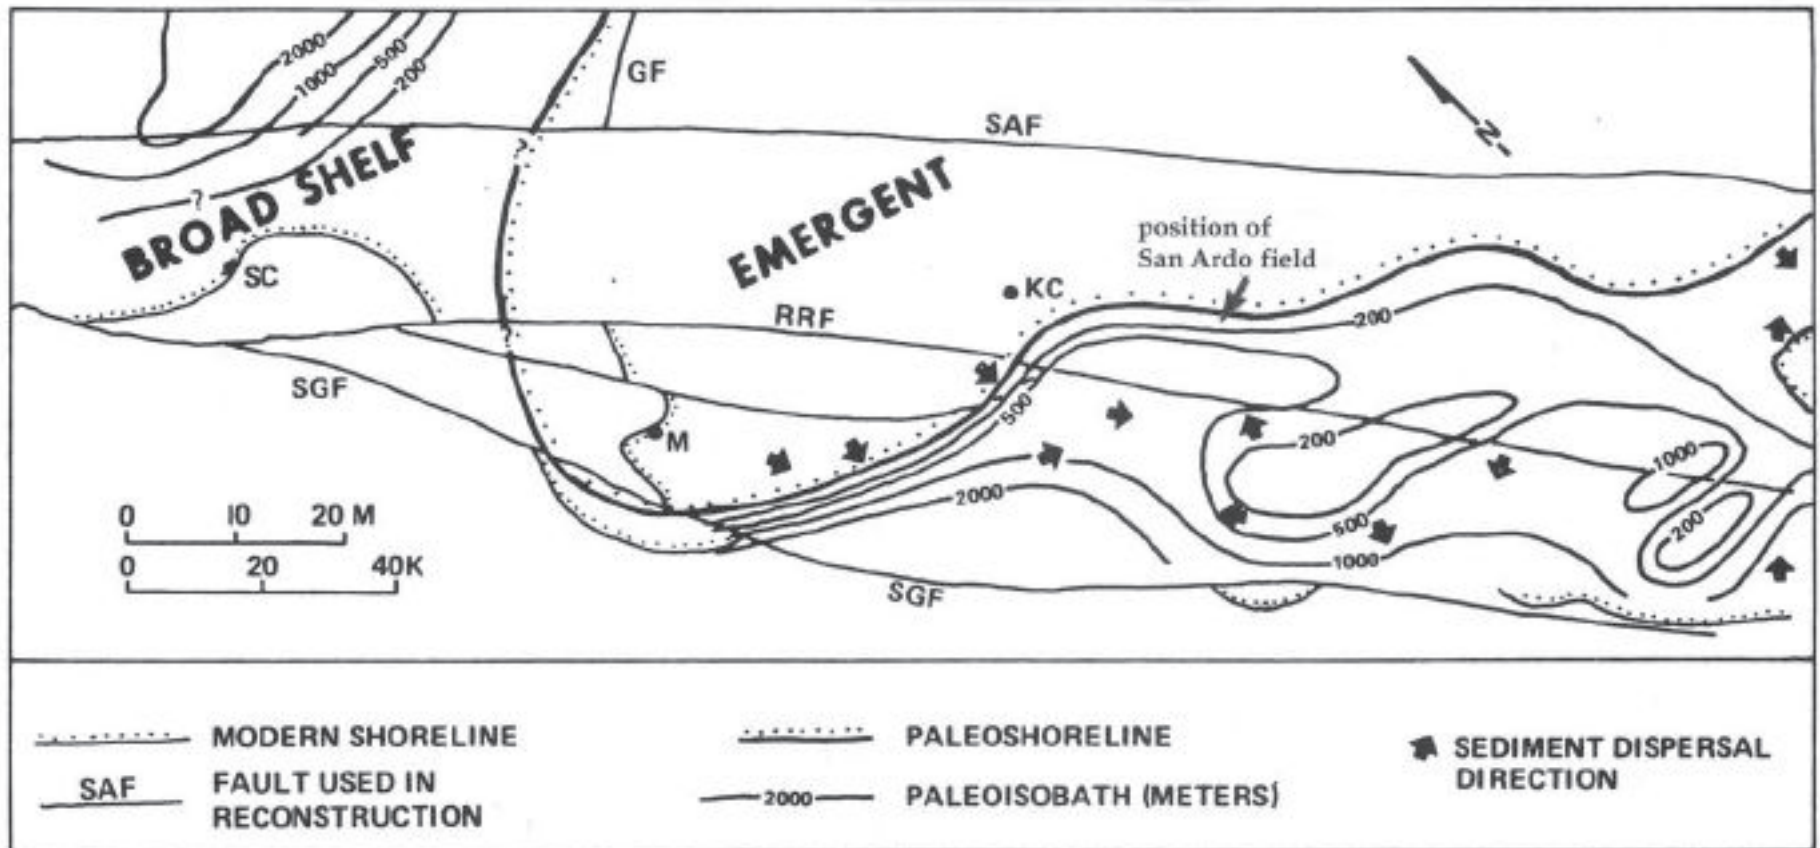 2000
1000
500
200
GF
SAF
N
BROAD SHELF
?
?
SC
EMERGENT
position of
San Ardo field
KC
RRF
200
SGF
M
500
2000
200
1000
500
200
1000
SGF
0 10 20 M
0 20 40K
MODERN SHORELINE
SAF FAULT USED IN
RECONSTRUCTION
PALEOSHORELINE
2000 PALEOISOBATH (METERS)
SEDIMENT DISPERSAL
DIRECTION